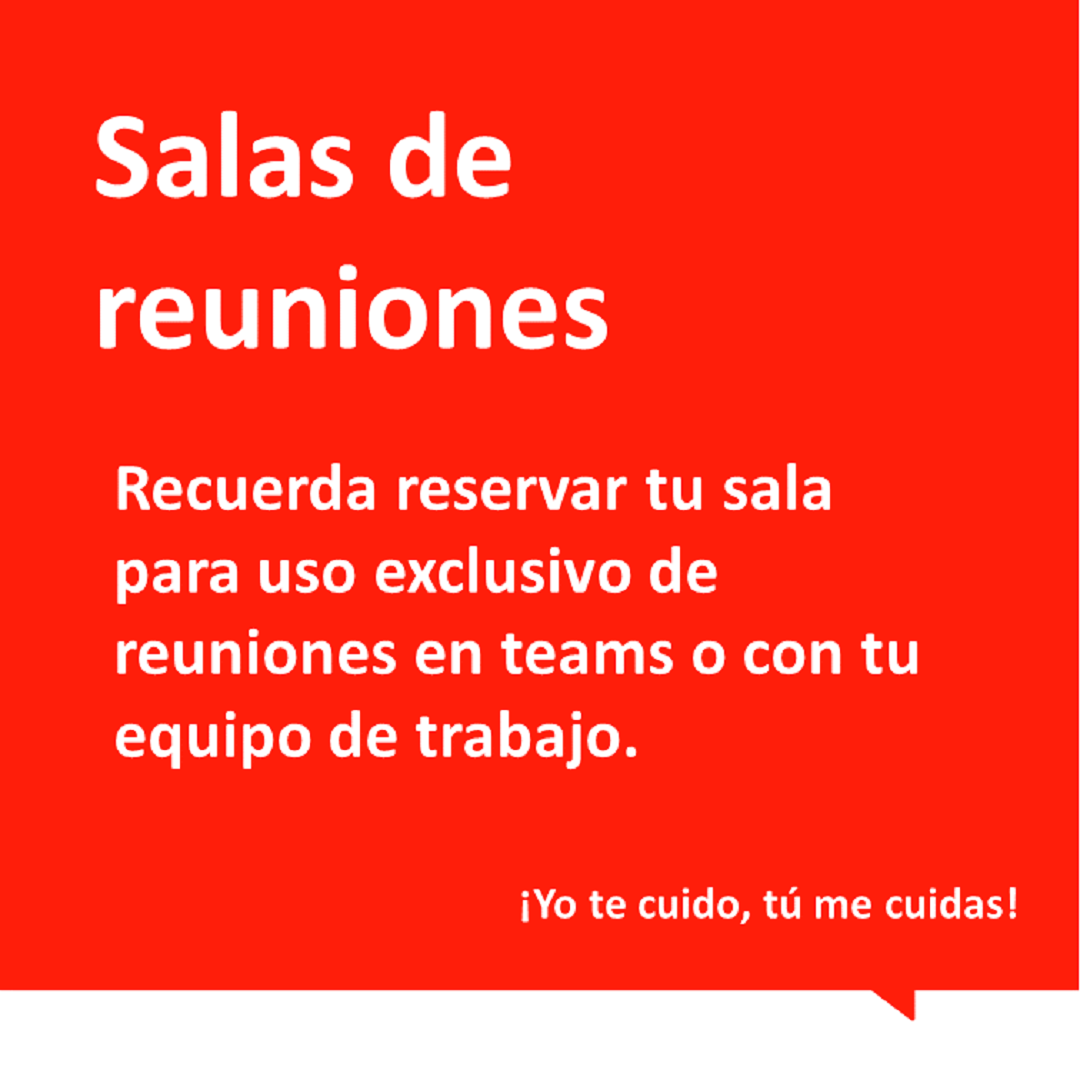 Salas de
reuniones
Recuerda reservar tu sala
para uso exclusivo de
reuniones en teams o con tu
equipo de trabajo.
¡Yo te cuido, tú me cuidas!